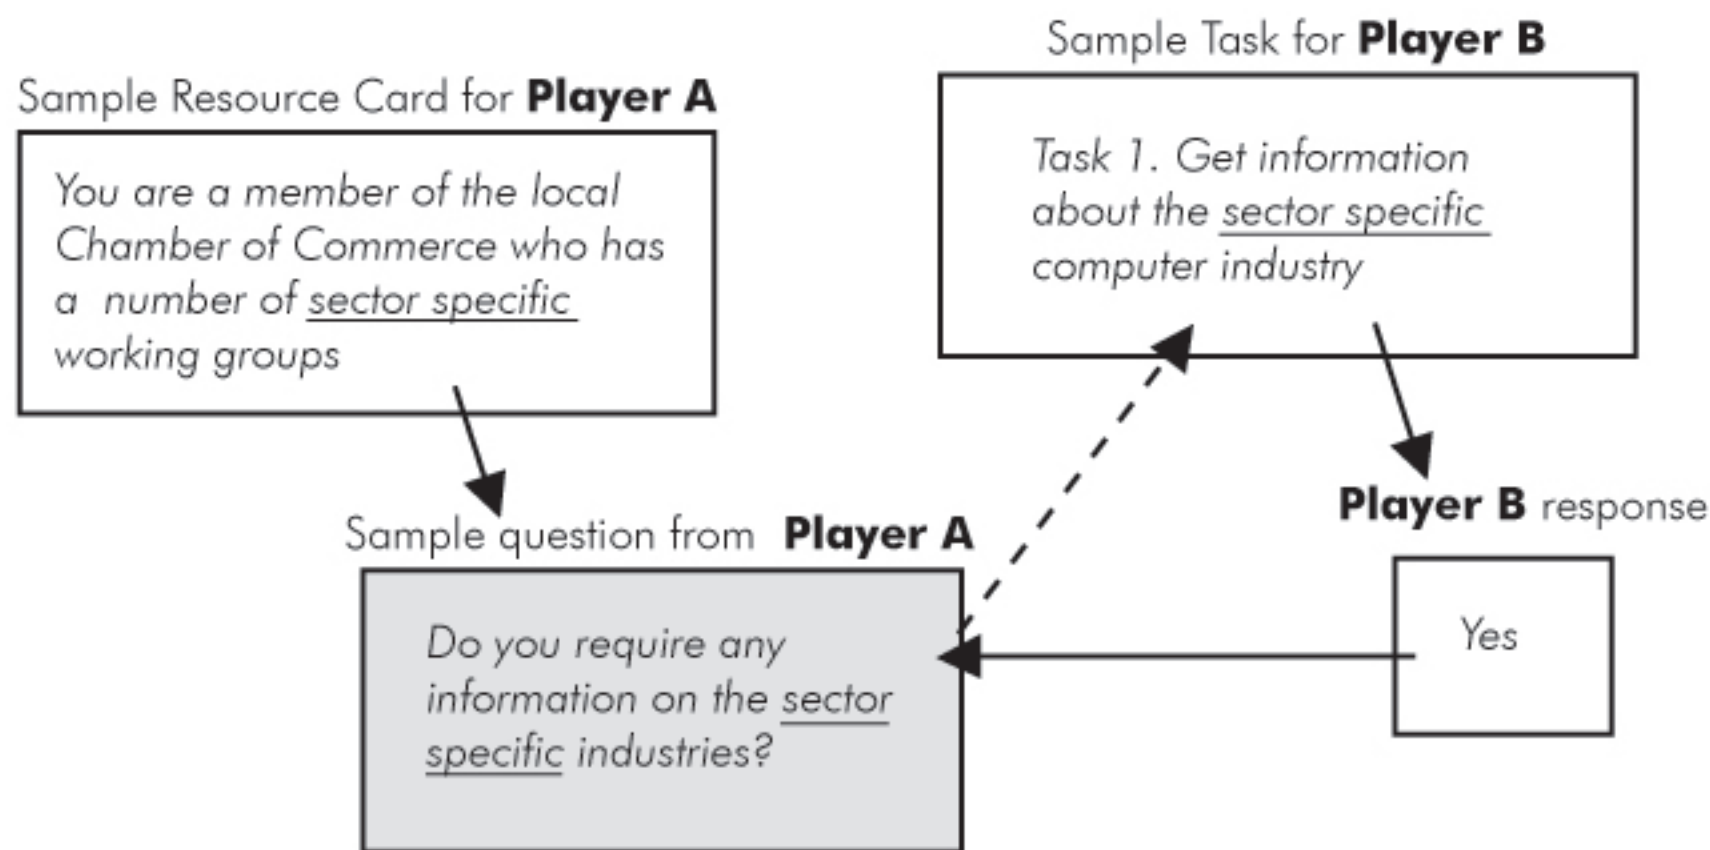 Sample Resource Card for Player A
You are a member of the local
Chamber of Commerce who has
a number of sector specific
working groups
Sample Task for Player B
Task 1. Get information
about the sector specific
computer industry
Sample question from Player A
Do you require any
information on the sector
specific industries?
Player B response
Yes